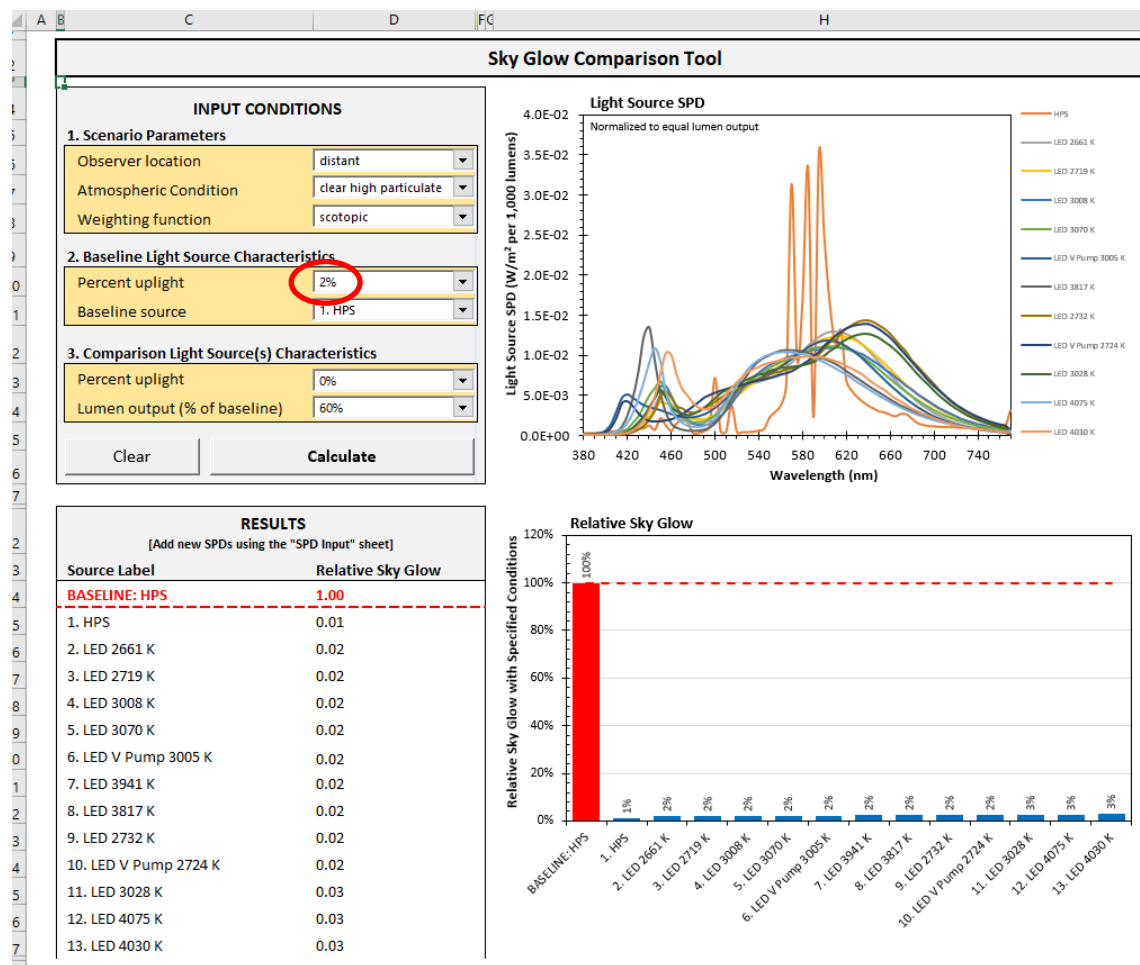 A B C D F G H
Sky Glow Comparison Tool
INPUT CONDITIONS
1. Scenario Parameters
Observer location distant
Atmospheric Condition clear high particulate
Weighting function scotopic
2. Baseline Light Source Characteristics
Percent uplight 2%
Baseline source 1. HPS
3. Comparison Light Source(s) Characteristics
Percent uplight 0%
Lumen output (% of baseline) 60%
Clear Calculate
Light Source SPD
Normalized to equal lumen output
Light Source SPD (W/m² per 1,000 lumens)
4.0E-02
3.5E-02
3.0E-02
2.5E-02
2.0E-02
1.5E-02
1.0E-02
5.0E-03
0.0E+00
380 420 460 500 540 580 620 660 700 740
Wavelength (nm)
HPS
LED 2661 K
LED 2719 K
LED 3008 K
LED 3070 K
LED V Pump 3005 K
LED 3817 K
LED 2732 K
LED V Pump 2724 K
LED 3028 K
LED 4075 K
LED 4030 K
RESULTS
[Add new SPDs using the "SPD Input" sheet]
Source Label Relative Sky Glow
BASELINE: HPS 1.00
1. HPS 0.01
2. LED 2661 K 0.02
3. LED 2719 K 0.02
4. LED 3008 K 0.02
5. LED 3070 K 0.02
6. LED V Pump 3005 K 0.02
7. LED 3941 K 0.02
8. LED 3817 K 0.02
9. LED 2732 K 0.02
10. LED V Pump 2724 K 0.02
11. LED 3028 K 0.03
12. LED 4075 K 0.03
13. LED 4030 K 0.03
Relative Sky Glow
Relative Sky Glow with Specified Conditions
120%
100%
80%
60%
40%
20%
0%
100% 1% 2% 2% 2% 2% 2% 2% 2% 2% 2% 3% 3% 3%
BASELINE: HPS
1. HPS
2. LED 2661 K
3. LED 2719 K
4. LED 3008 K
5. LED 3070 K
6. LED V Pump 3005 K
7. LED 3941 K
8. LED 3817 K
9. LED 2732 K
10. LED V Pump 2724 K
11. LED 3028 K
12. LED 4075 K
13. LED 4030 K